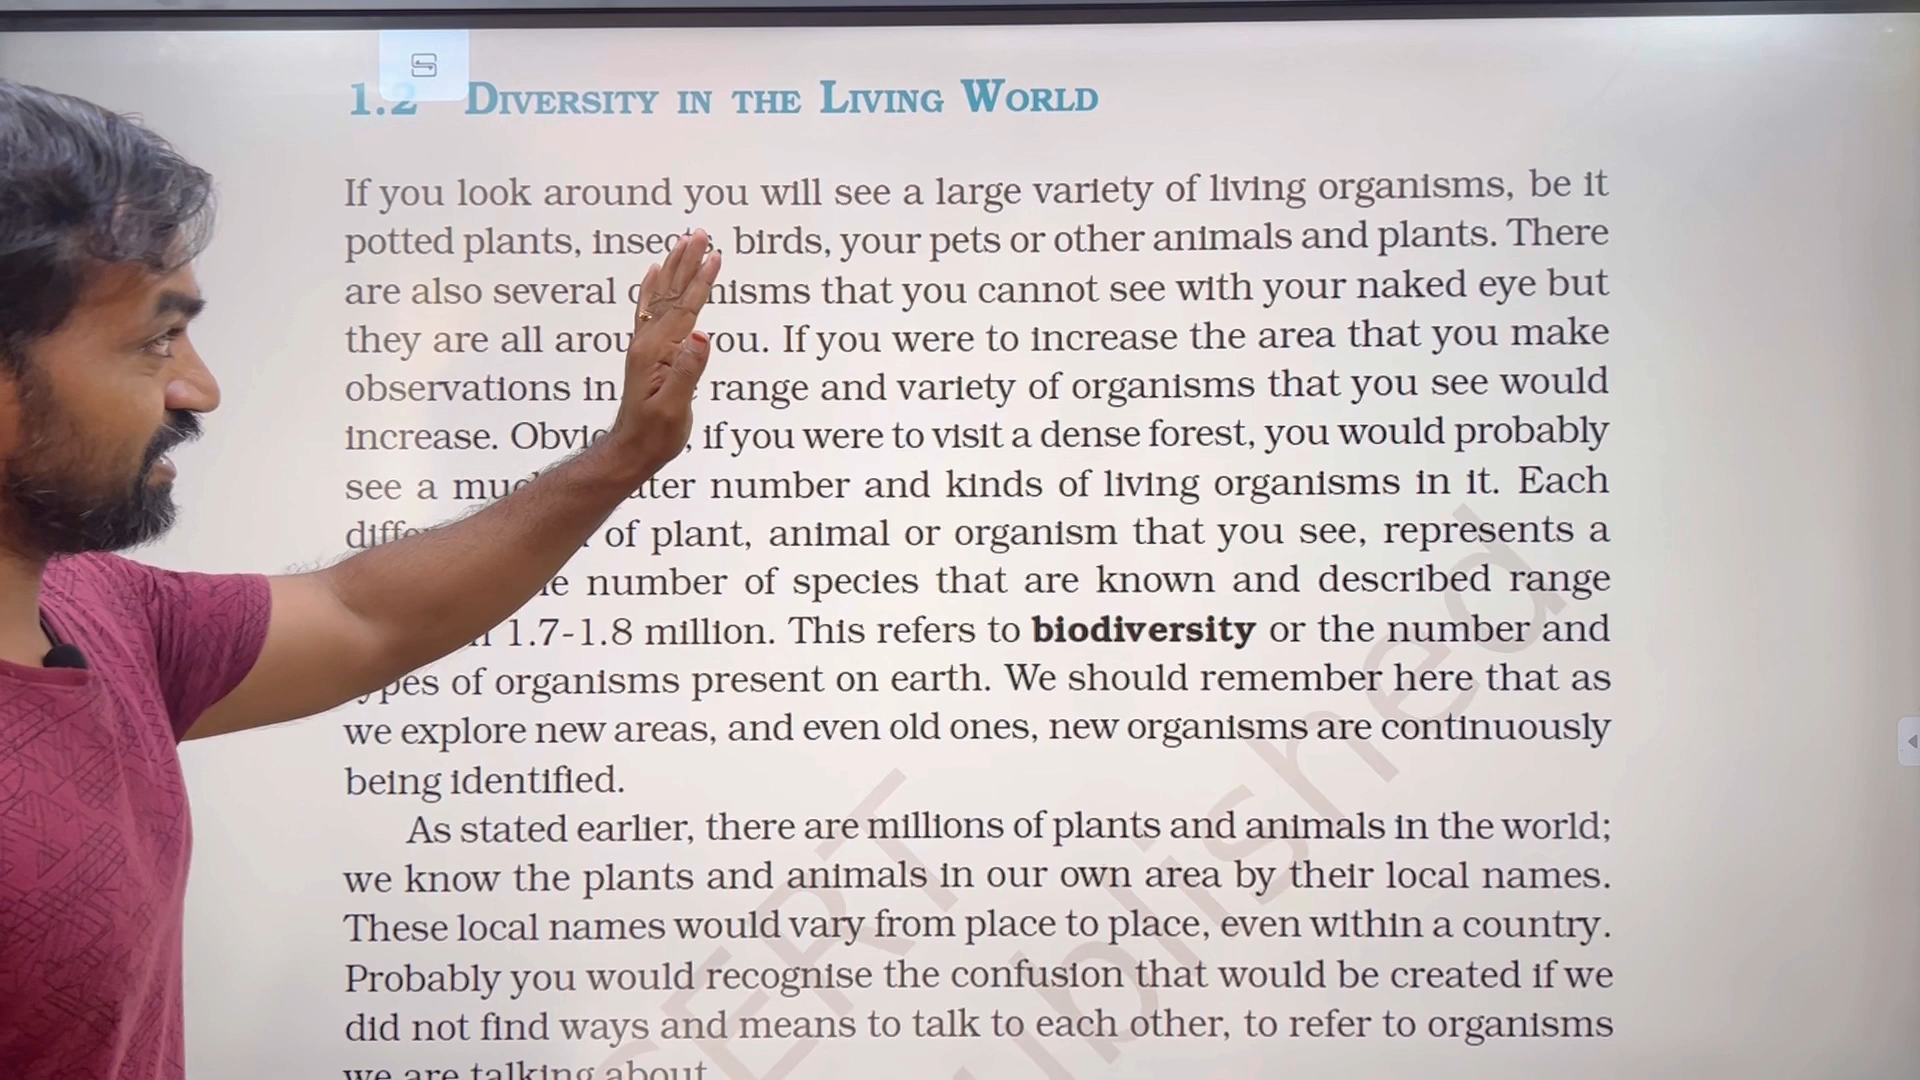 1.2 DIVERSITY IN THE LIVING WORLD
If you look around you will see a large variety of living organisms, be it
potted plants, insects, birds, your pets or other animals and plants. There
are also several that you cannot see with your naked eye but
they are all you. If you were to increase the area that you make
observations in, range and variety of organisms that you see would
increase. if you were to visit a dense forest, you would probably
see a number and kinds of living organisms in it. Each
of plant, animal or organism that you see, represents a
number of species that are known and described range
1.7-1.8 million. This refers to biodiversity or the number and
types of organisms present on earth. We should remember here that as
we explore new areas, and even old ones, new organisms are continuously
being identified.
As stated earlier, there are millions of plants and animals in the world;
we know the plants and animals in our own area by their local names.
These local names would vary from place to place, even within a country.
Probably you would recognise the confusion that would be created if we
did not find ways and means to talk to each other, to refer to organisms
we are talking about